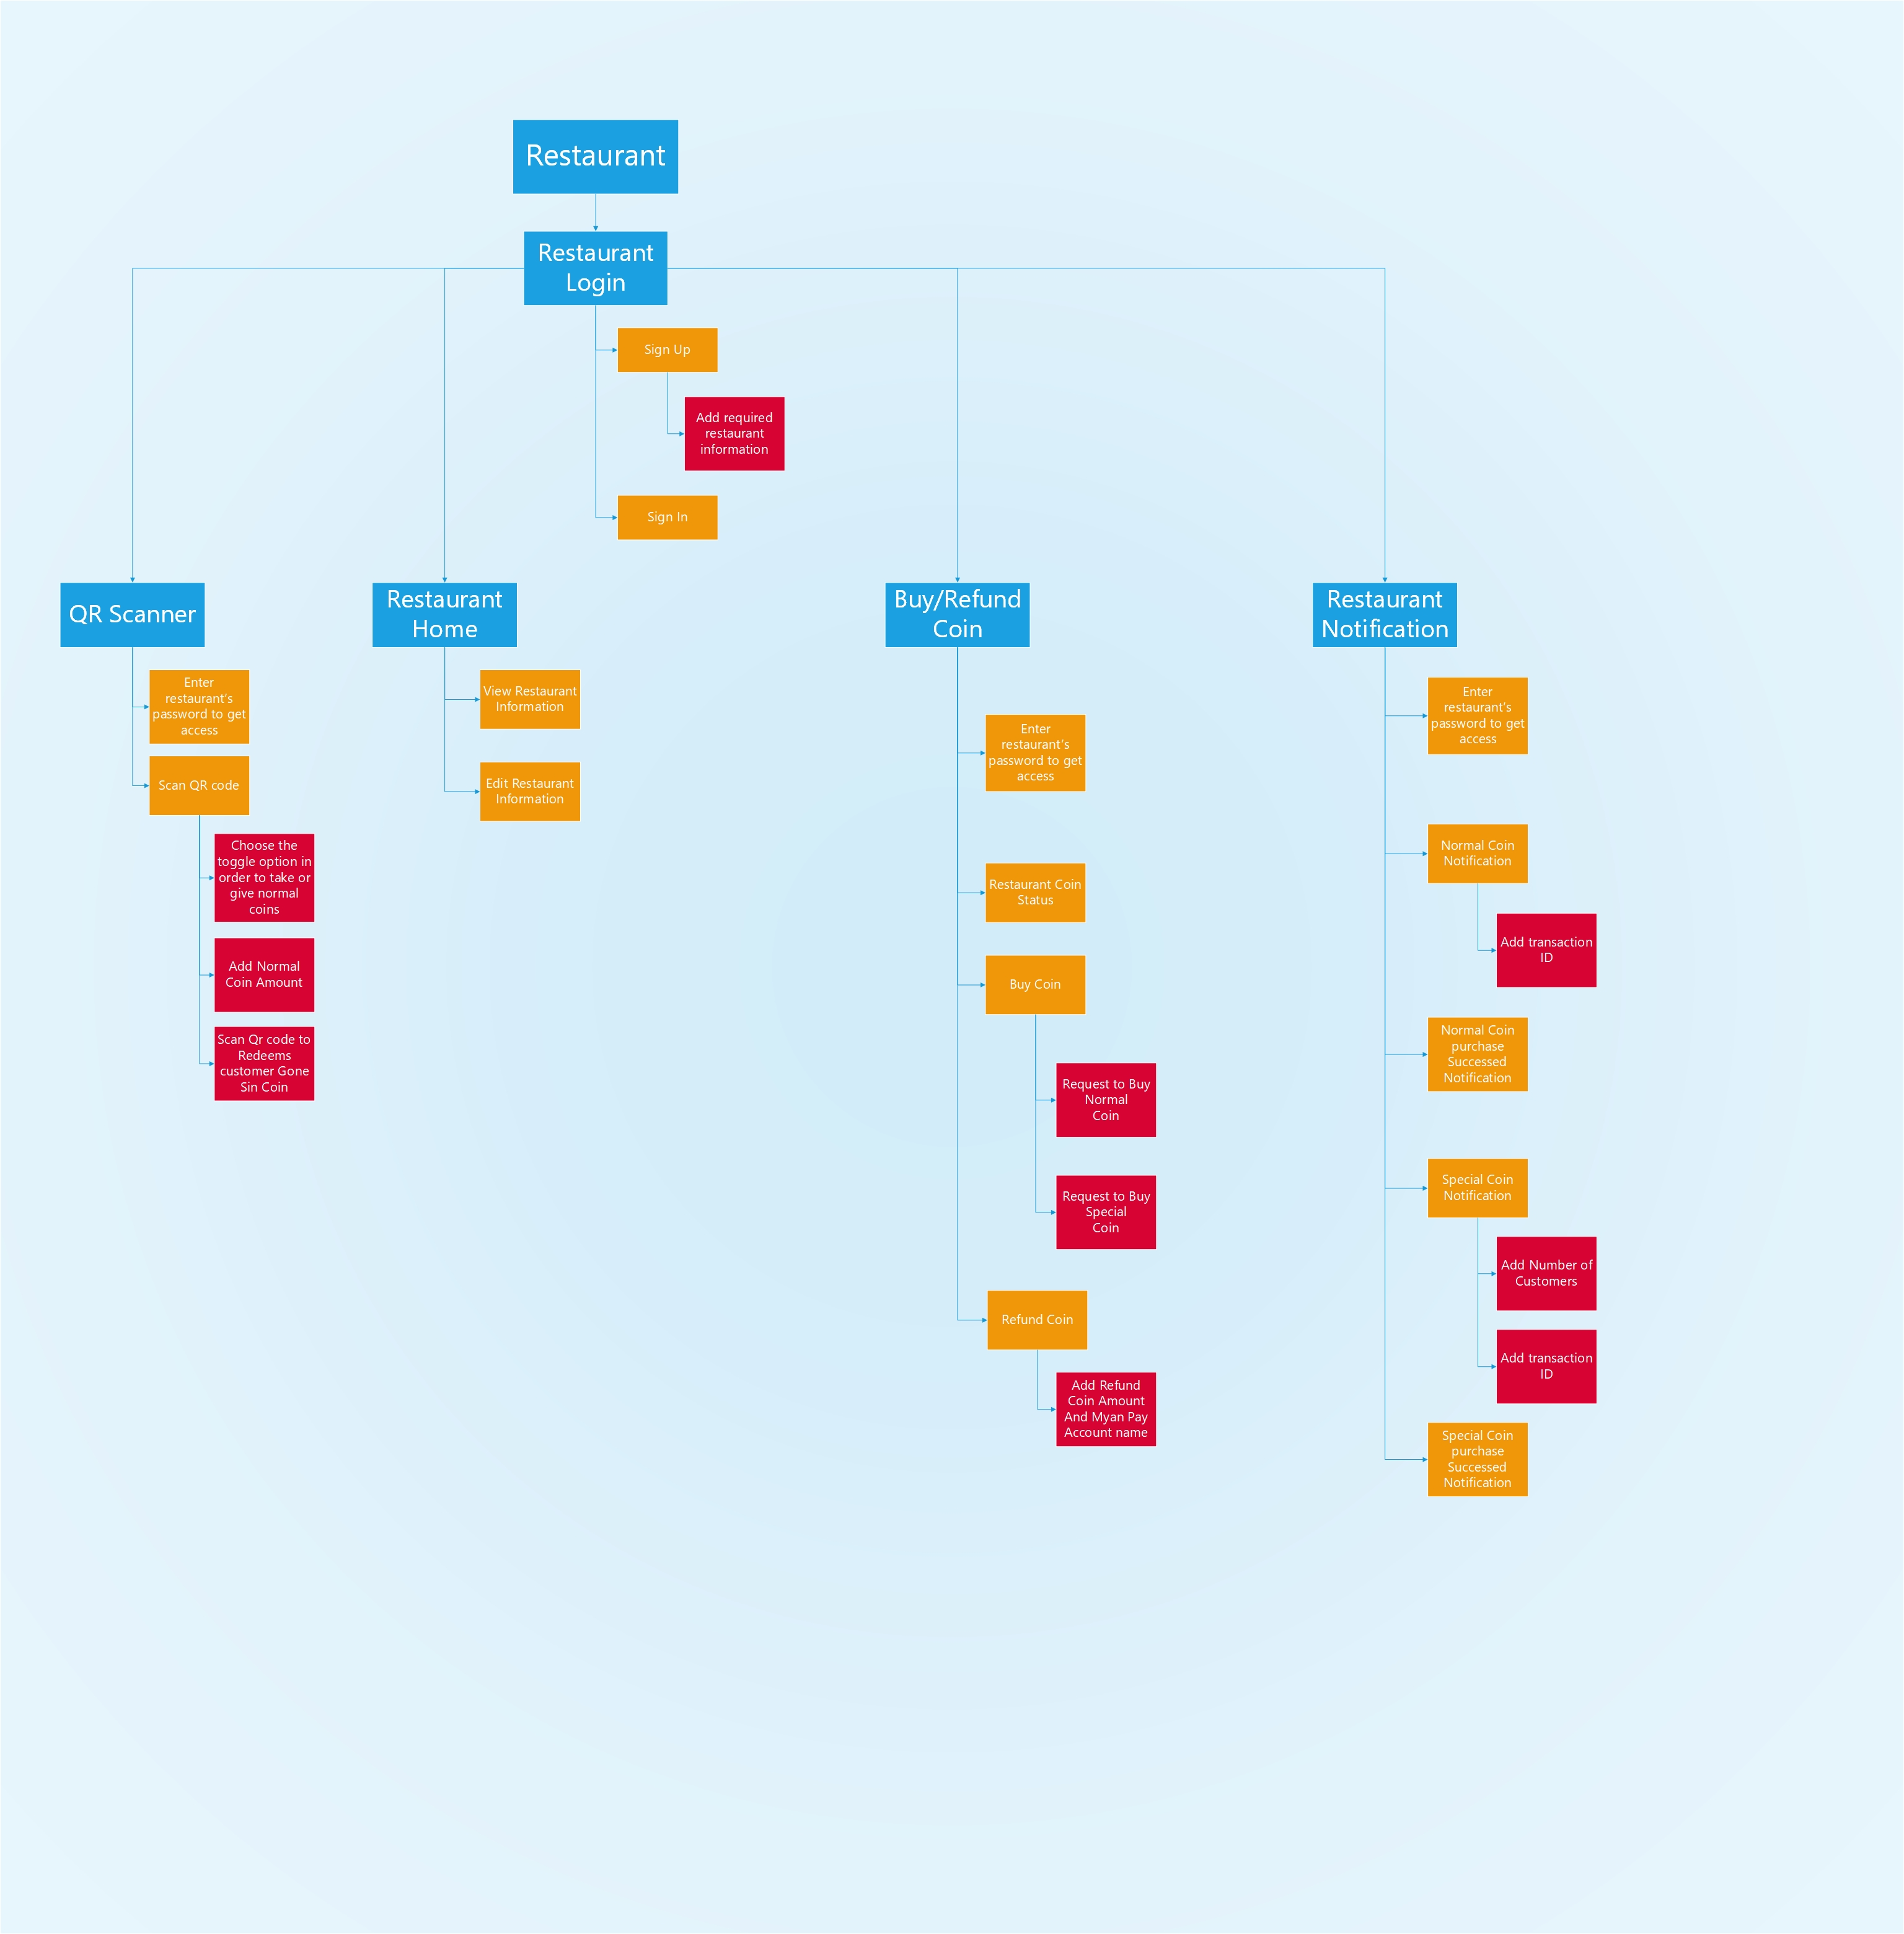 Restaurant
Restaurant
Login
Sign Up
Add required
restaurant
information
Sign In
QR Scanner
Enter
restaurant's
password to get
access
Scan QR code
Choose the
toggle option in
order to take or
give normal
coins
Add Normal
Coin Amount
Scan Qr code to
Redeems
customer Gone
Sin Coin
Restaurant
Home
View Restaurant
Information
Edit Restaurant
Information
Buy/Refund
Coin
Enter
restaurant's
password to get
access
Restaurant Coin
Status
Buy Coin
Request to Buy
Normal
Coin
Request to Buy
Special
Coin
Refund Coin
Add Refund
Coin Amount
And Myan Pay
Account name
Restaurant
Notification
Enter
restaurant's
password to get
access
Normal Coin
Notification
Add transaction
ID
Normal Coin
purchase
Successed
Notification
Special Coin
Notification
Add Number of
Customers
Add transaction
ID
Special Coin
purchase
Successed
Notification